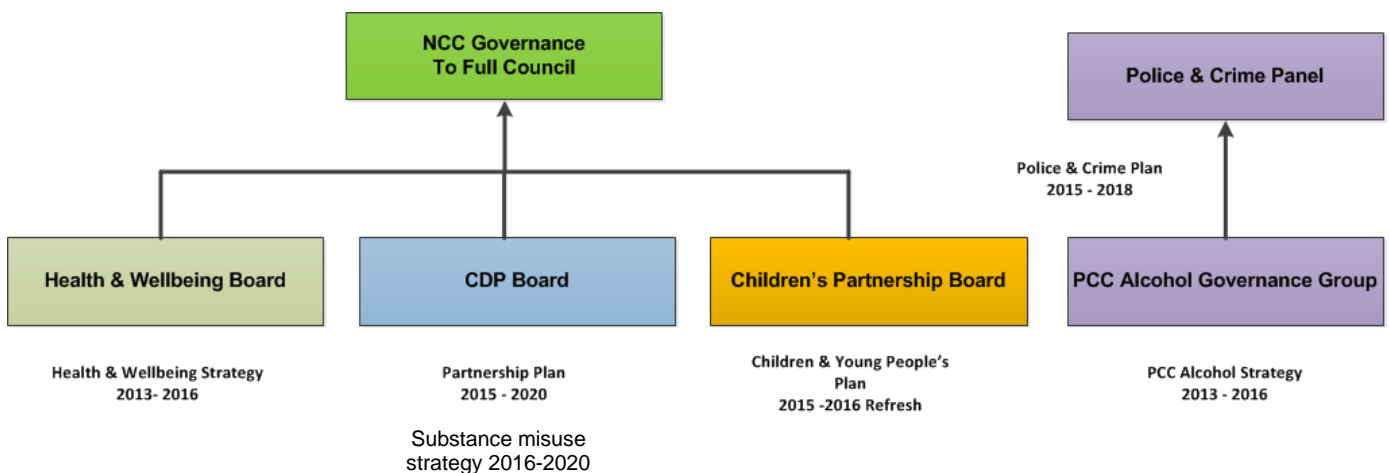 NCC Governance
To Full Council
Police & Crime Panel
Police & Crime Plan
2015 - 2018
Health & Wellbeing Board
CDP Board
Children's Partnership Board
PCC Alcohol Governance Group
Health & Wellbeing Strategy
2013- 2016
Partnership Plan
2015 - 2020
Children & Young People's
Plan
2015 -2016 Refresh
PCC Alcohol Strategy
2013 - 2016
Substance misuse
strategy 2016-2020